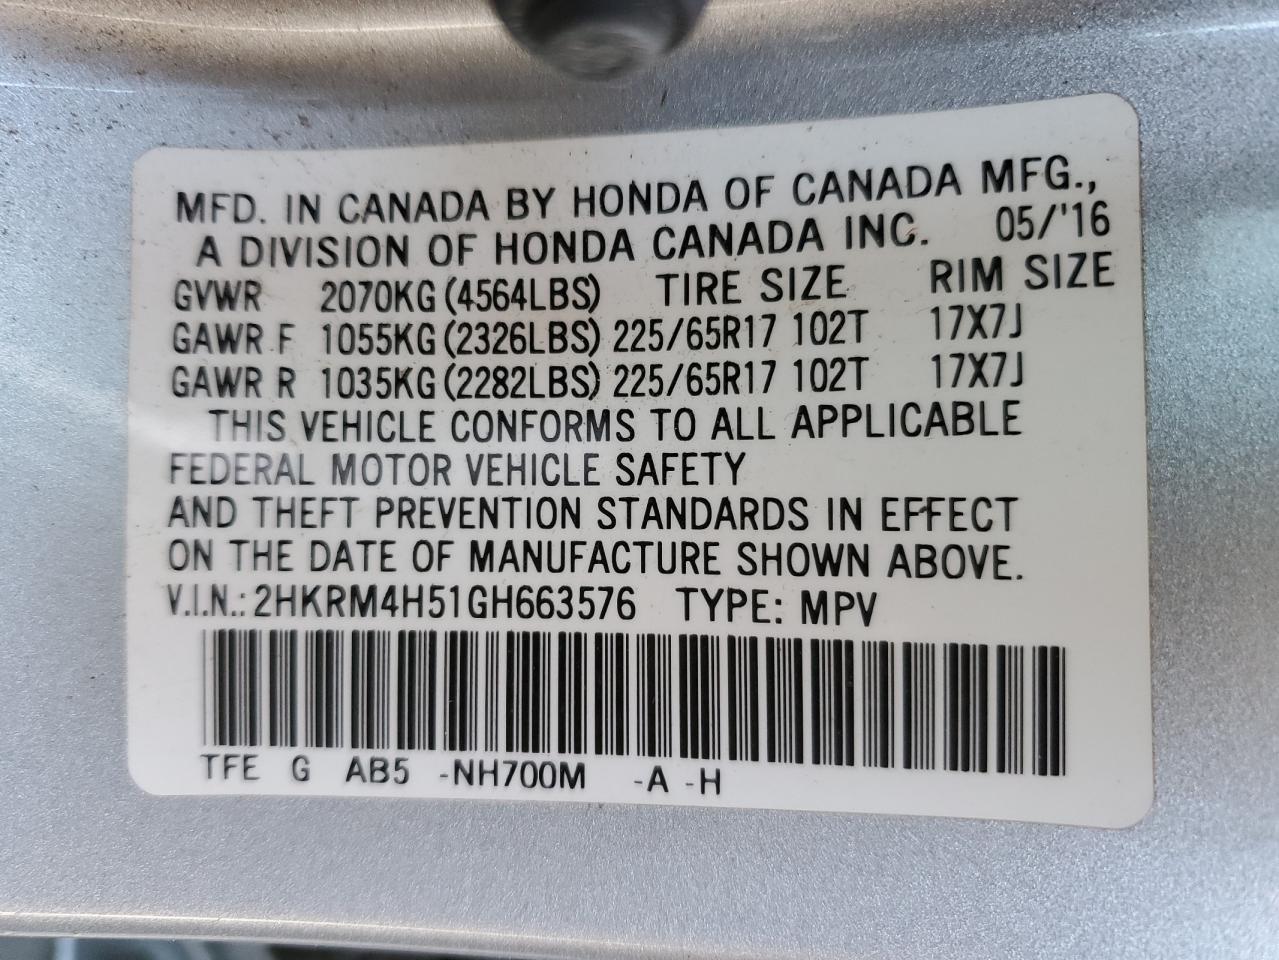 MFD. IN CANADA BY HONDA OF CANADA MFG.,
A DIVISION OF HONDA CANADA INC. 05/'16
GVWR 2070KG (4564LBS) TIRE SIZE RIM SIZE
GAWR F 1055KG (2326LBS) 225/65R17 102T 17X7J
GAWR R 1035KG (2282LBS) 225/65R17 102T 17X7J
THIS VEHICLE CONFORMS TO ALL APPLICABLE
FEDERAL MOTOR VEHICLE SAFETY
AND THEFT PREVENTION STANDARDS IN EFFECT
ON THE DATE OF MANUFACTURE SHOWN ABOVE.
V.I.N.: 2HKRM4H51GH663576 TYPE: MPV
TFE G AB5 -NH700M -A -H